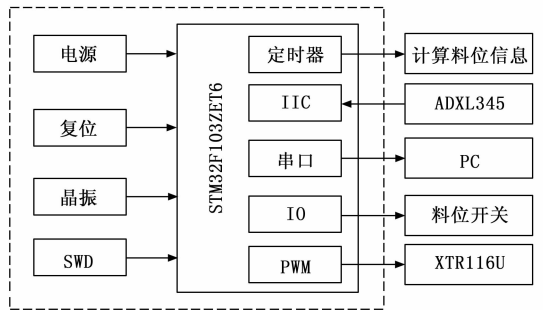 电源
复位
晶振
SWD
STM32F103ZET6
定时器
IIC
串口
IO
PWM
计算料位信息
ADXL345
PC
料位开关
XTR116U